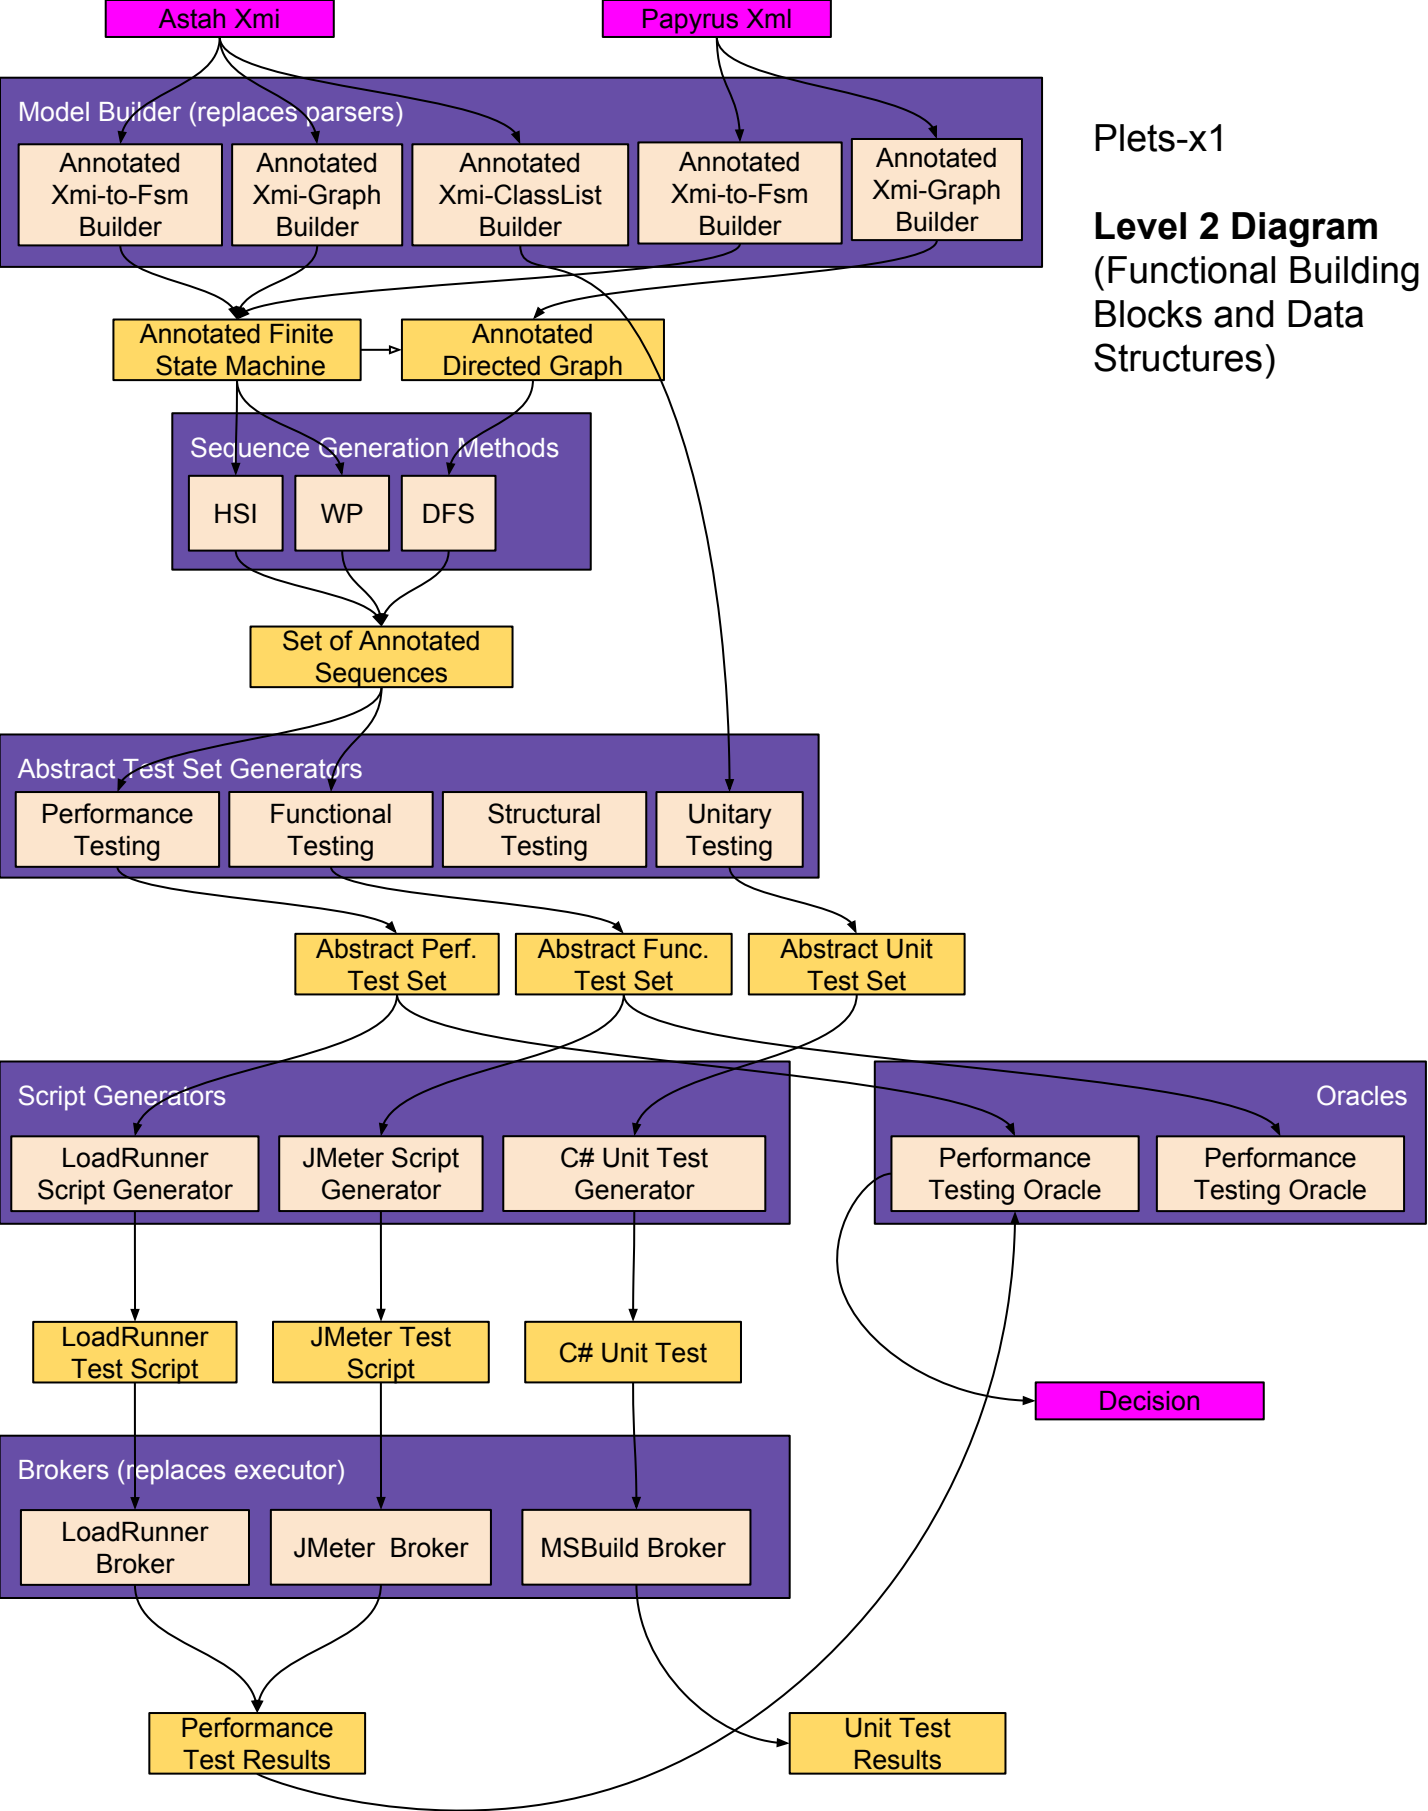 Astah Xmi
Papyrus Xml
Model Builder (replaces parsers)
Annotated
Xmi-to-Fsm
Builder
Annotated
Xmi-Graph
Builder
Annotated
Xmi-ClassList
Builder
Annotated
Xmi-to-Fsm
Builder
Annotated
Xmi-Graph
Builder
Plets-x1
Level 2 Diagram
(Functional Building
Blocks and Data
Structures)
Annotated Finite
State Machine
Annotated
Directed Graph
Sequence Generation Methods
HSI
WP
DFS
Set of Annotated
Sequences
Abstract Test Set Generators
Performance
Testing
Functional
Testing
Structural
Testing
Unitary
Testing
Abstract Perf.
Test Set
Abstract Func.
Test Set
Abstract Unit
Test Set
Script Generators
LoadRunner
Script Generator
JMeter Script
Generator
C# Unit Test
Generator
Oracles
Performance
Testing Oracle
Performance
Testing Oracle
LoadRunner
Test Script
JMeter Test
Script
C# Unit Test
Decision
Brokers (replaces executor)
LoadRunner
Broker
JMeter  Broker
MSBuild Broker
Performance
Test Results
Unit Test
Results